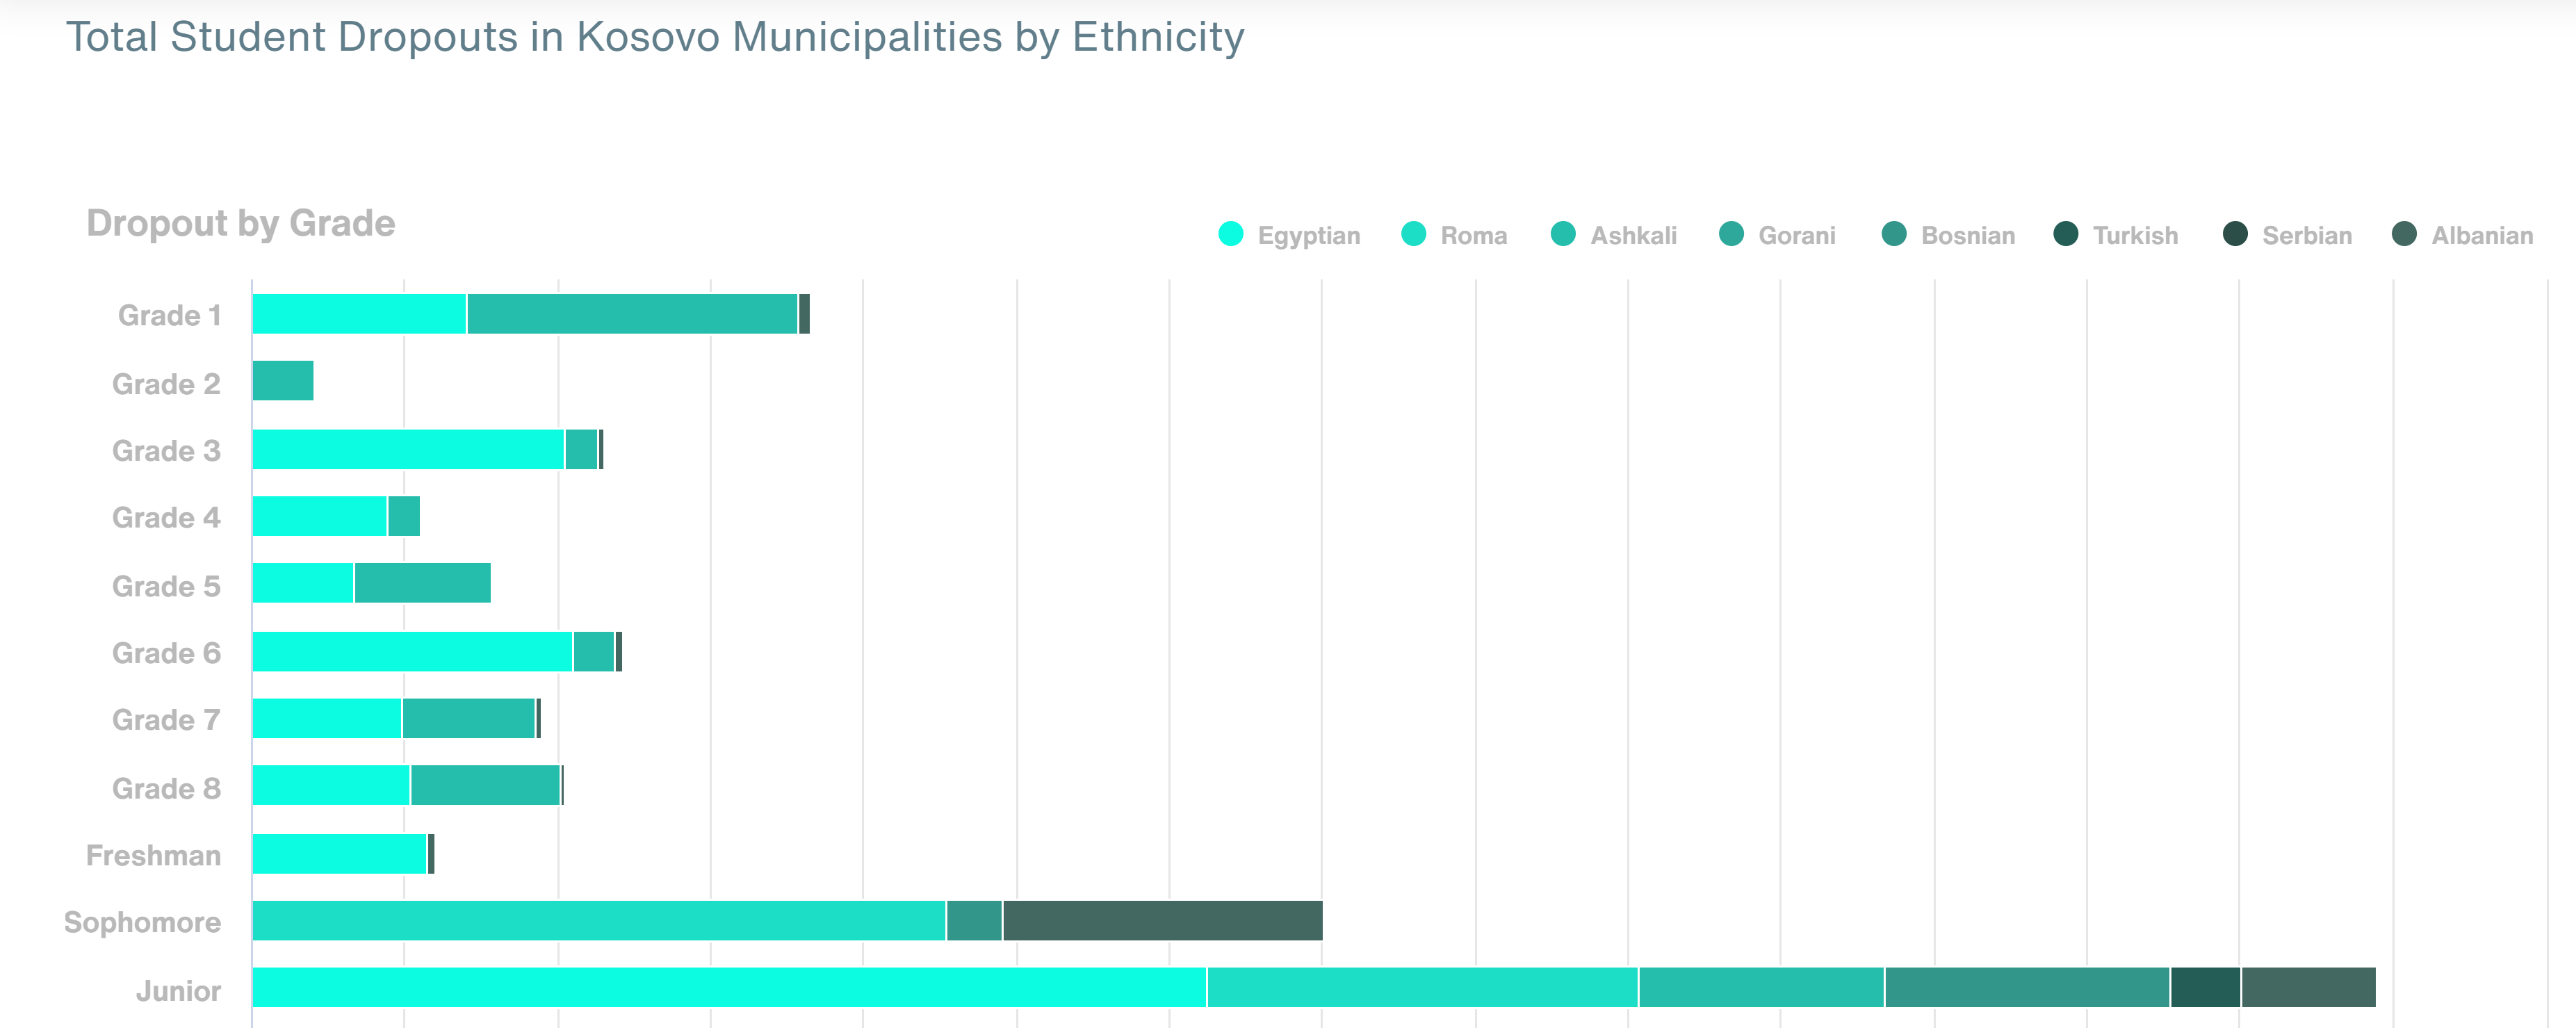 Total Student Dropouts in Kosovo Municipalities by Ethnicity
Dropout by Grade
Egyptian Roma Ashkali Gorani Bosnian Turkish Serbian Albanian
Grade 1
Grade 2
Grade 3
Grade 4
Grade 5
Grade 6
Grade 7
Grade 8
Freshman
Sophomore
Junior